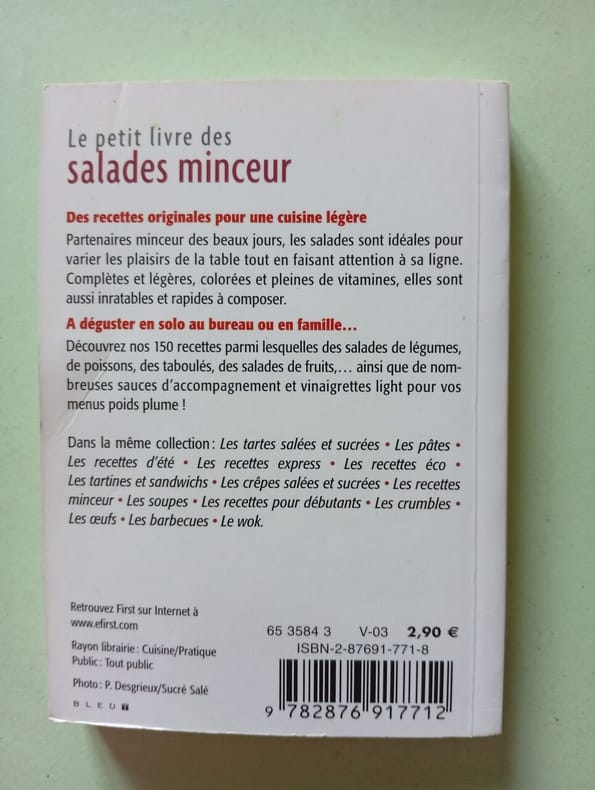 Le petit livre des
salades minceur
Des recettes originales pour une cuisine légère
Partenaires minceur des beaux jours, les salades sont idéales pour
varier les plaisirs de la table tout en faisant attention à sa ligne.
Complètes et légères, colorées et pleines de vitamines, elles sont
aussi inratables et rapides à composer.
A déguster en solo au bureau ou en famille…
Découvrez nos 150 recettes parmi lesquelles des salades de légumes,
de poissons, des taboulés, des salades de fruits,… ainsi que de nom-
breuses sauces d'accompagnement et vinaigrettes light pour vos
menus poids plume !
Dans la même collection : Les tartes salées et sucrées • Les pâtes •
Les recettes d'été • Les recettes express • Les recettes éco •
Les tartines et sandwichs • Les crêpes salées et sucrées • Les recettes
minceur • Les soupes • Les recettes pour débutants • Les crumbles •
Les œufs • Les barbecues • Le wok.
Retrouvez First sur Internet à
www.efirst.com
Rayon librairie : Cuisine/Pratique
Public : Tout public
Photo : P. Desgrieux/Sucré Salé
BLEU T
65 3584 3 V-03 2,90 €
ISBN-2-87691-771-8
9 782876 917712